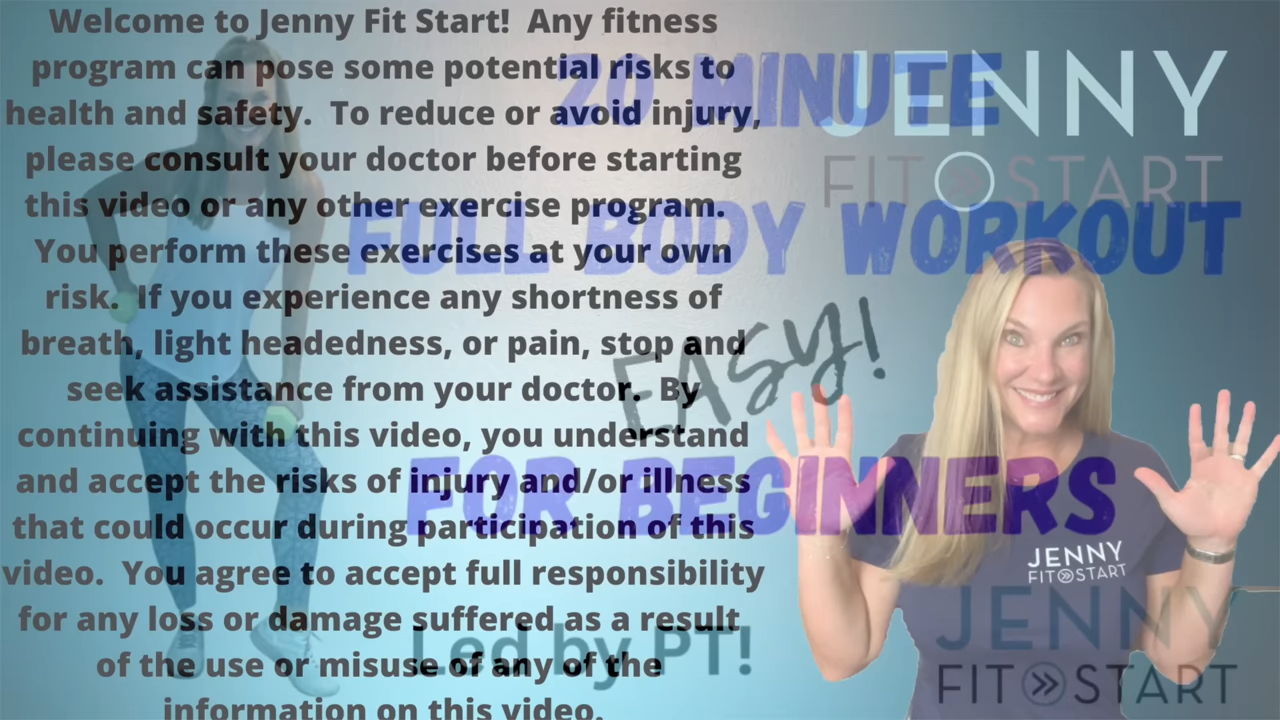 Welcome to Jenny Fit Start!  Any fitness
program can pose some potential risks to
health and safety.  To reduce or avoid injury,
please consult your doctor before starting
this video or any other exercise program.
You perform these exercises at your own
risk.  If you experience any shortness of
breath, light headedness, or pain, stop and
seek assistance from your doctor.  By
continuing with this video, you understand
and accept the risks of injury and/or illness
that could occur during participation of this
video.  You agree to accept full responsibility
for any loss or damage suffered as a result
of the use or misuse of any of the
information on this video.
20 MINUTE
FULL BODY WORKOUT
EASY!
FOR BEGINNERS
Led by PT!
JENNY
FIT START
JENNY
FIT START
JENNY
FIT START